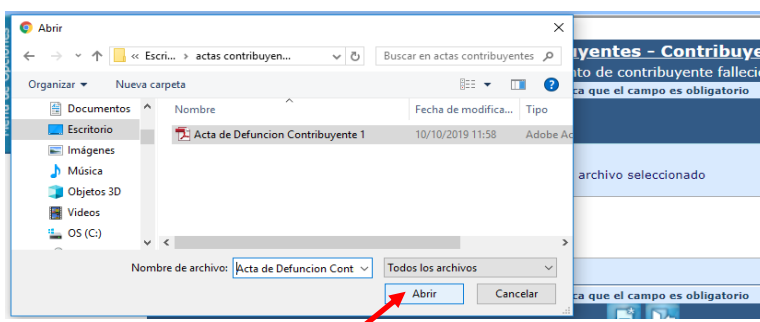 Abrir
« Escri... > actas contribuyen...
Buscar en actas contribuyentes
Organizar
Nueva carpeta
Documentos
Escritorio
Imágenes
Música
Objetos 3D
Videos
OS (C:)
Nombre
Fecha de modifica...
Tipo
Acta de Defuncion Contribuyente 1
10/10/2019 11:58
Adobe Ac
Nombre de archivo:
Acta de Defuncion Cont
Todos los archivos
Abrir
Cancelar
yentes - Contribuye
nto de contribuyente falleci
ca que el campo es obligatorio
archivo seleccionado
ca que el campo es obligatorio